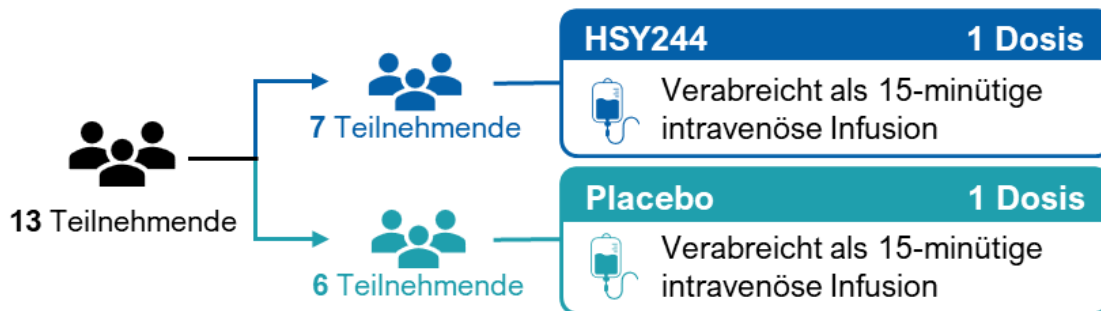 13 Teilnehmende
7 Teilnehmende
HSY244 1 Dosis
Verabreicht als 15-minütige
intravenöse Infusion
6 Teilnehmende
Placebo 1 Dosis
Verabreicht als 15-minütige
intravenöse Infusion